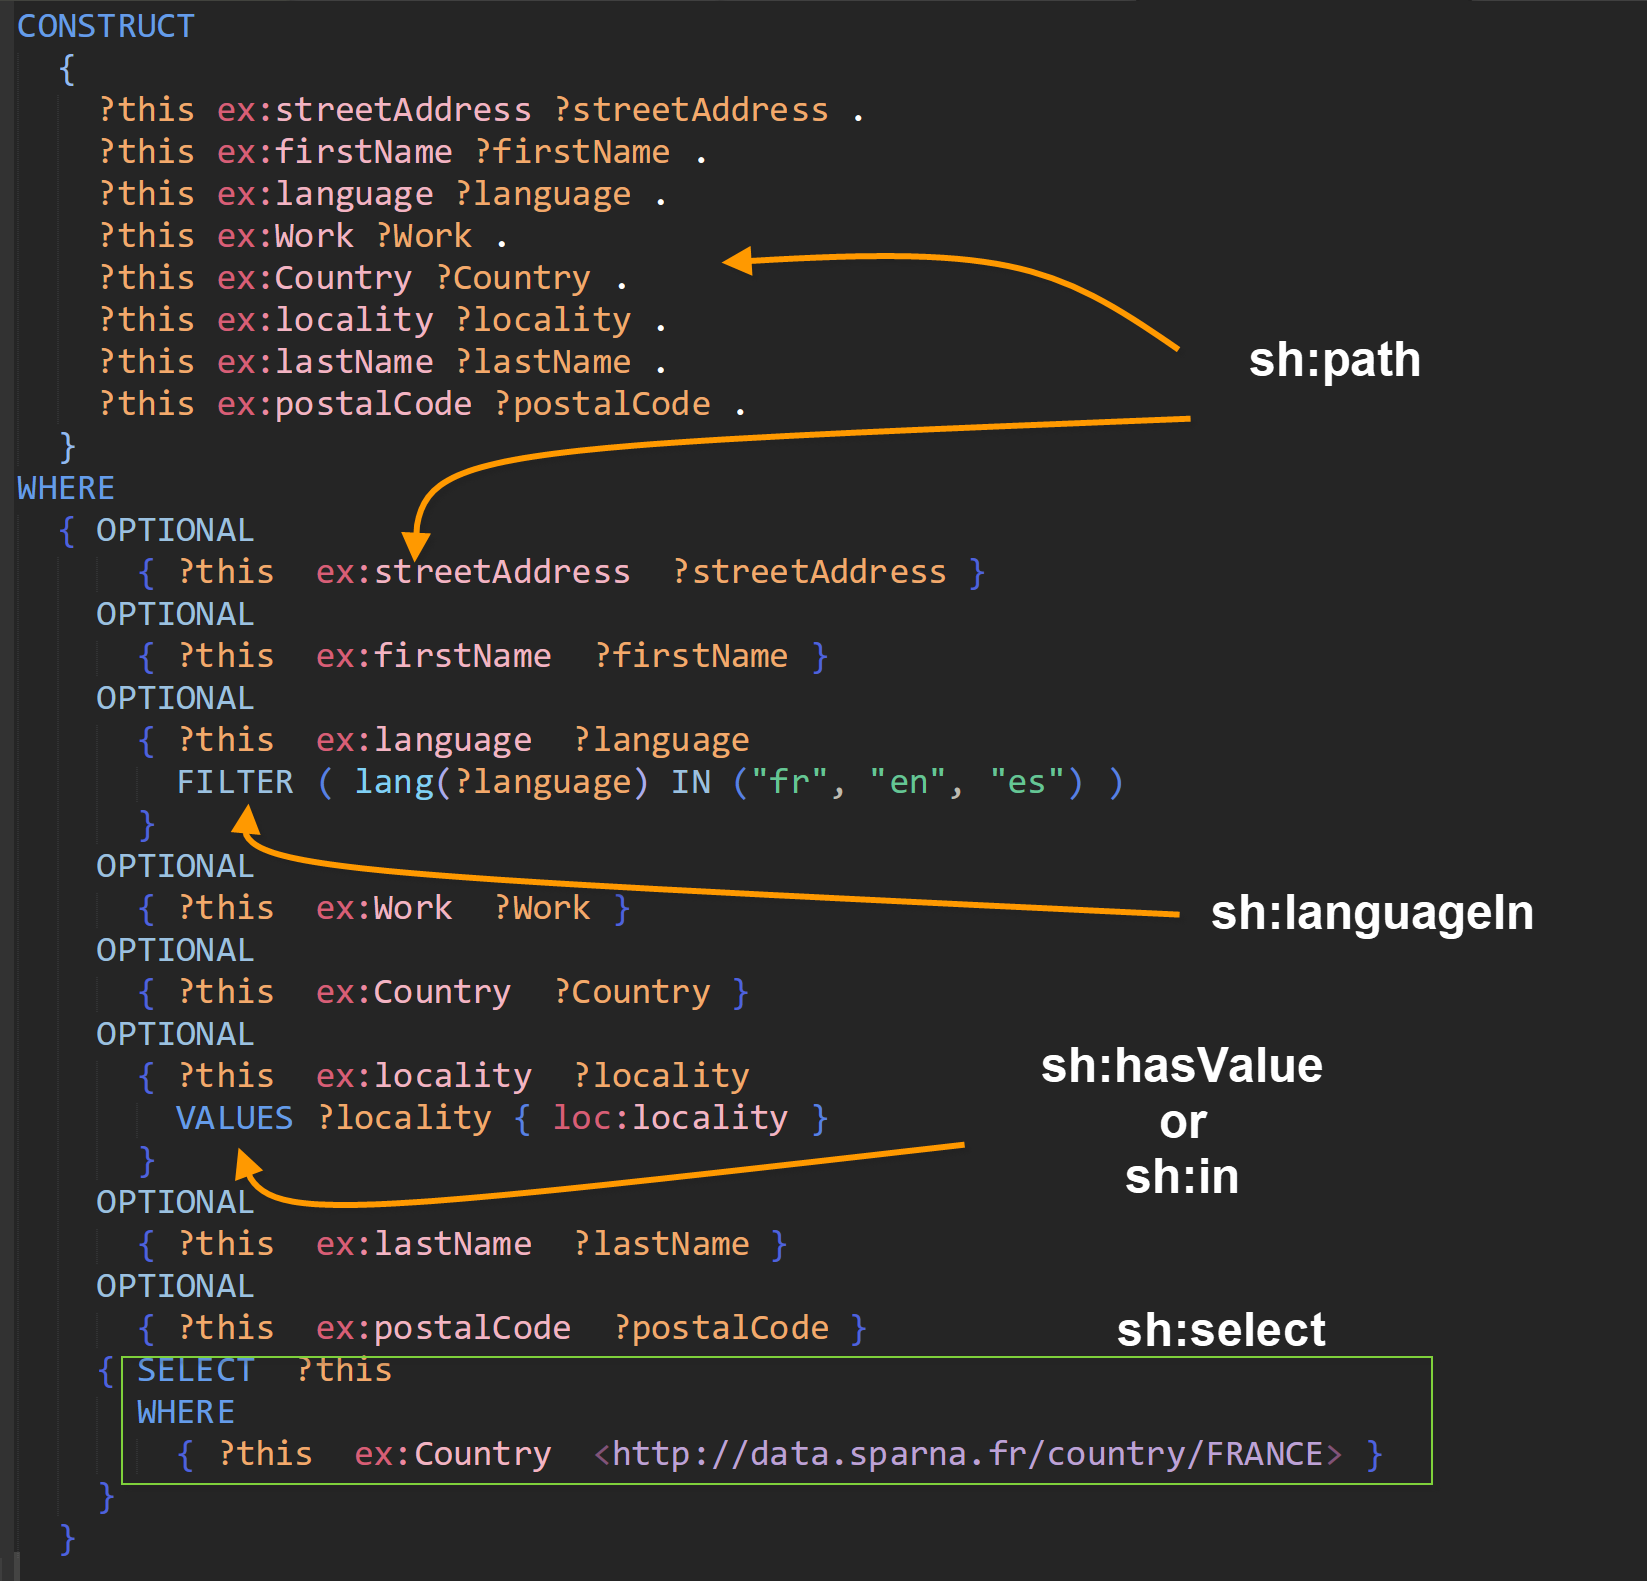 CONSTRUCT
{
?this ex:streetAddress ?streetAddress .
?this ex:firstName ?firstName .
?this ex:language ?language .
?this ex:Work ?Work .
?this ex:Country ?Country .
?this ex:locality ?locality .
?this ex:lastName ?lastName .
?this ex:postalCode ?postalCode .
}
sh:path
WHERE
{ OPTIONAL
{ ?this ex:streetAddress ?streetAddress }
OPTIONAL
{ ?this ex:firstName ?firstName }
OPTIONAL
{ ?this ex:language ?language
FILTER ( lang(?language) IN ("fr", "en", "es") )
}
OPTIONAL
{ ?this ex:Work ?Work }
sh:languageIn
OPTIONAL
{ ?this ex:Country ?Country }
OPTIONAL
{ ?this ex:locality ?locality
VALUES ?locality { loc:locality }
}
sh:hasValue
or
sh:in
OPTIONAL
{ ?this ex:lastName ?lastName }
OPTIONAL
{ ?this ex:postalCode ?postalCode }
sh:select
{ SELECT ?this
WHERE
{ ?this ex:Country <http://data.sparna.fr/country/FRANCE> }
}
}